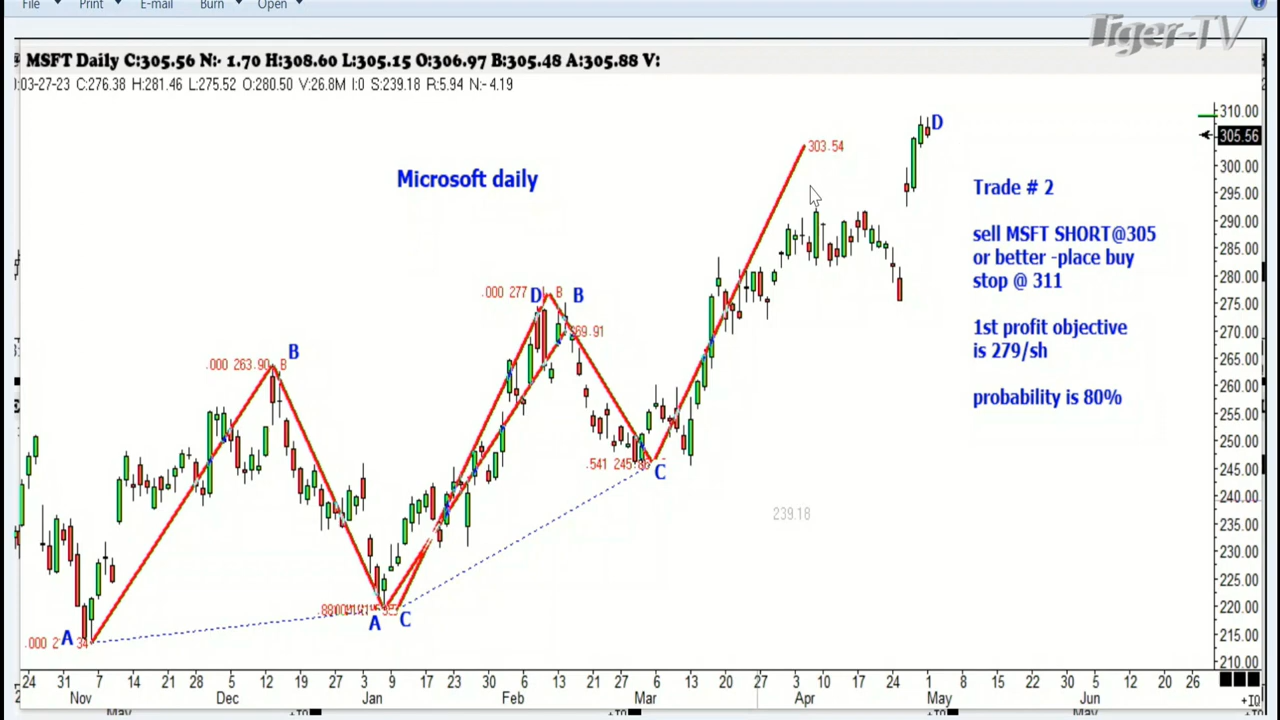 File Print E-mail Burn Open
Tiger-TV
MSFT Daily C:305.56 N:- 1.70 H:308.60 L:305.15 O:306.97 B:305.48 A:305.88 V:
:03-27-23 C:276.38 H:281.46 L:275.52 O:280.50 V:26.8M I:0 S:239.18 R:5.94 N:- 4.19
Microsoft daily
D
303.54
Trade # 2
sell MSFT SHORT@305
or better -place buy
stop @ 311
1st profit objective
is 279/sh
probability is 80%
.000 277 D B B
.000 263.90 B B
C
239.18
A C
A
310.00
305.56
300.00
295.00
290.00
285.00
280.00
275.00
270.00
265.00
260.00
255.00
250.00
245.00
240.00
235.00
230.00
225.00
220.00
215.00
210.00
24 31 7 14 21 28 5 12 19 27 3 9 17 23 30 6 13 21 27 6 13 20 27 3 10 17 24 1 8 15 22 30 5 12 20 26
Nov Dec Jan Feb Mar Apr May Jun